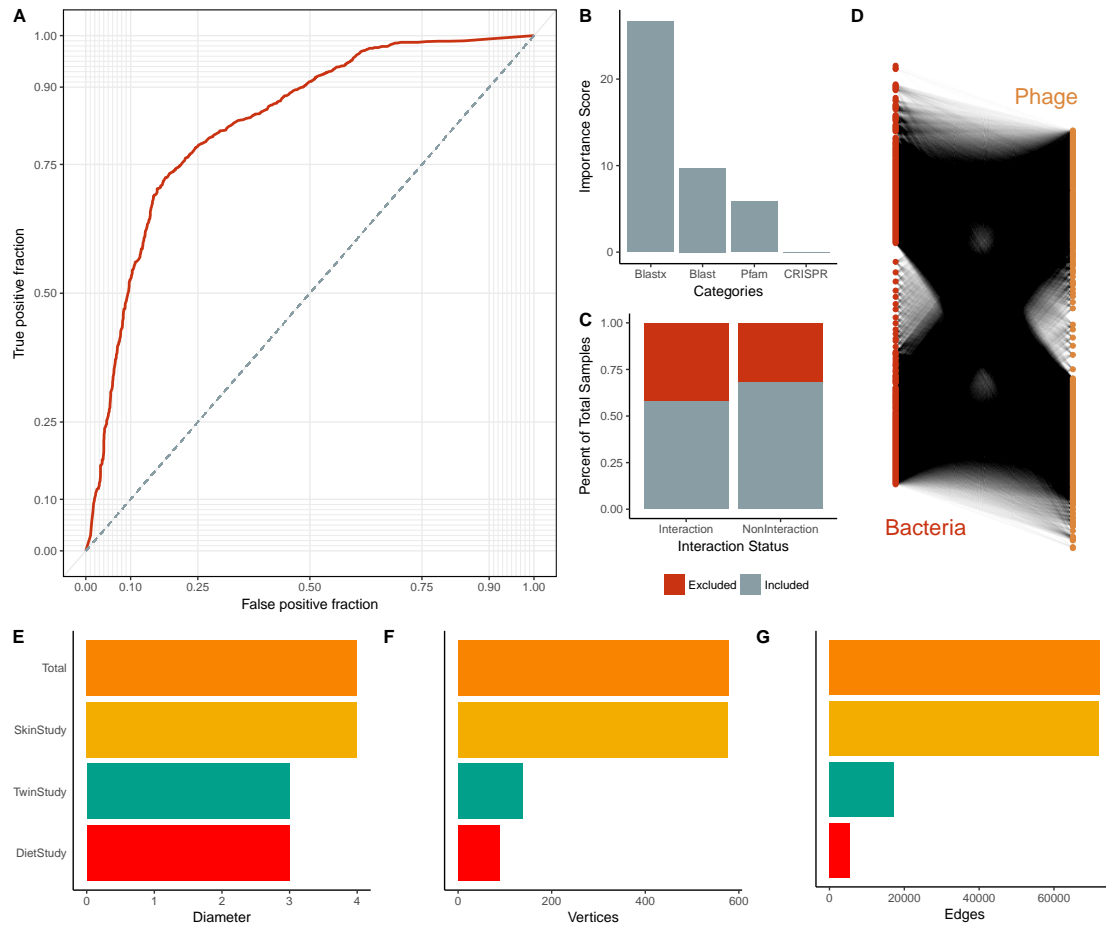 A
True positive fraction
1.00
0.90
0.75
0.50
0.25
0.10
0.00
0.00 0.10 0.25 0.50 0.75 0.90 1.00
False positive fraction
B
Importance Score
20
10
0
Blastx Blast Pfam CRISPR
Categories
C
Percent of Total Samples
1.00
0.75
0.50
0.25
0.00
Interaction NonInteraction
Interaction Status
Excluded Included
D
Phage
Bacteria
E
Total
SkinStudy
TwinStudy
DietStudy
0 1 2 3 4
Diameter
F
0 200 400 600
Vertices
G
0 20000 40000 60000
Edges